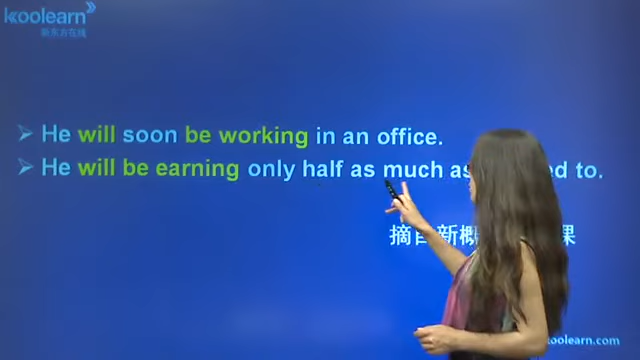 koolearn
新东方在线
He will soon be working in an office.
He will be earning only half as much as to.
摘自新概 课
koolearn.com